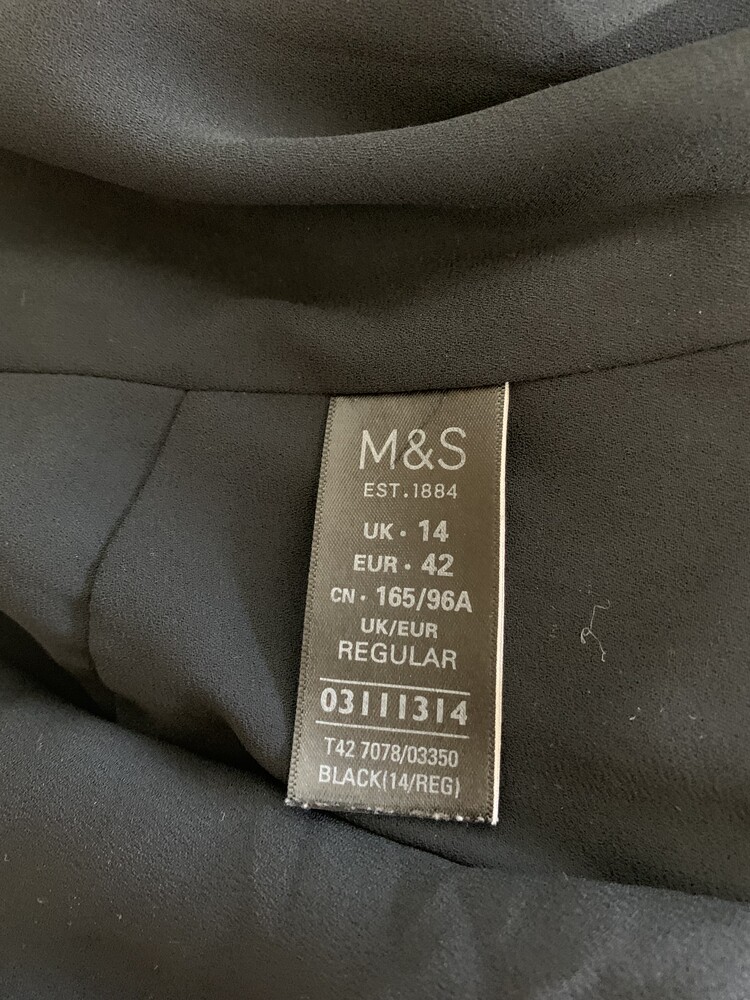 M&S
EST.1884
UK · 14
EUR · 42
CN · 165/96A
UK/EUR
REGULAR
03111314
T42 7078/03350
BLACK(14/REG)